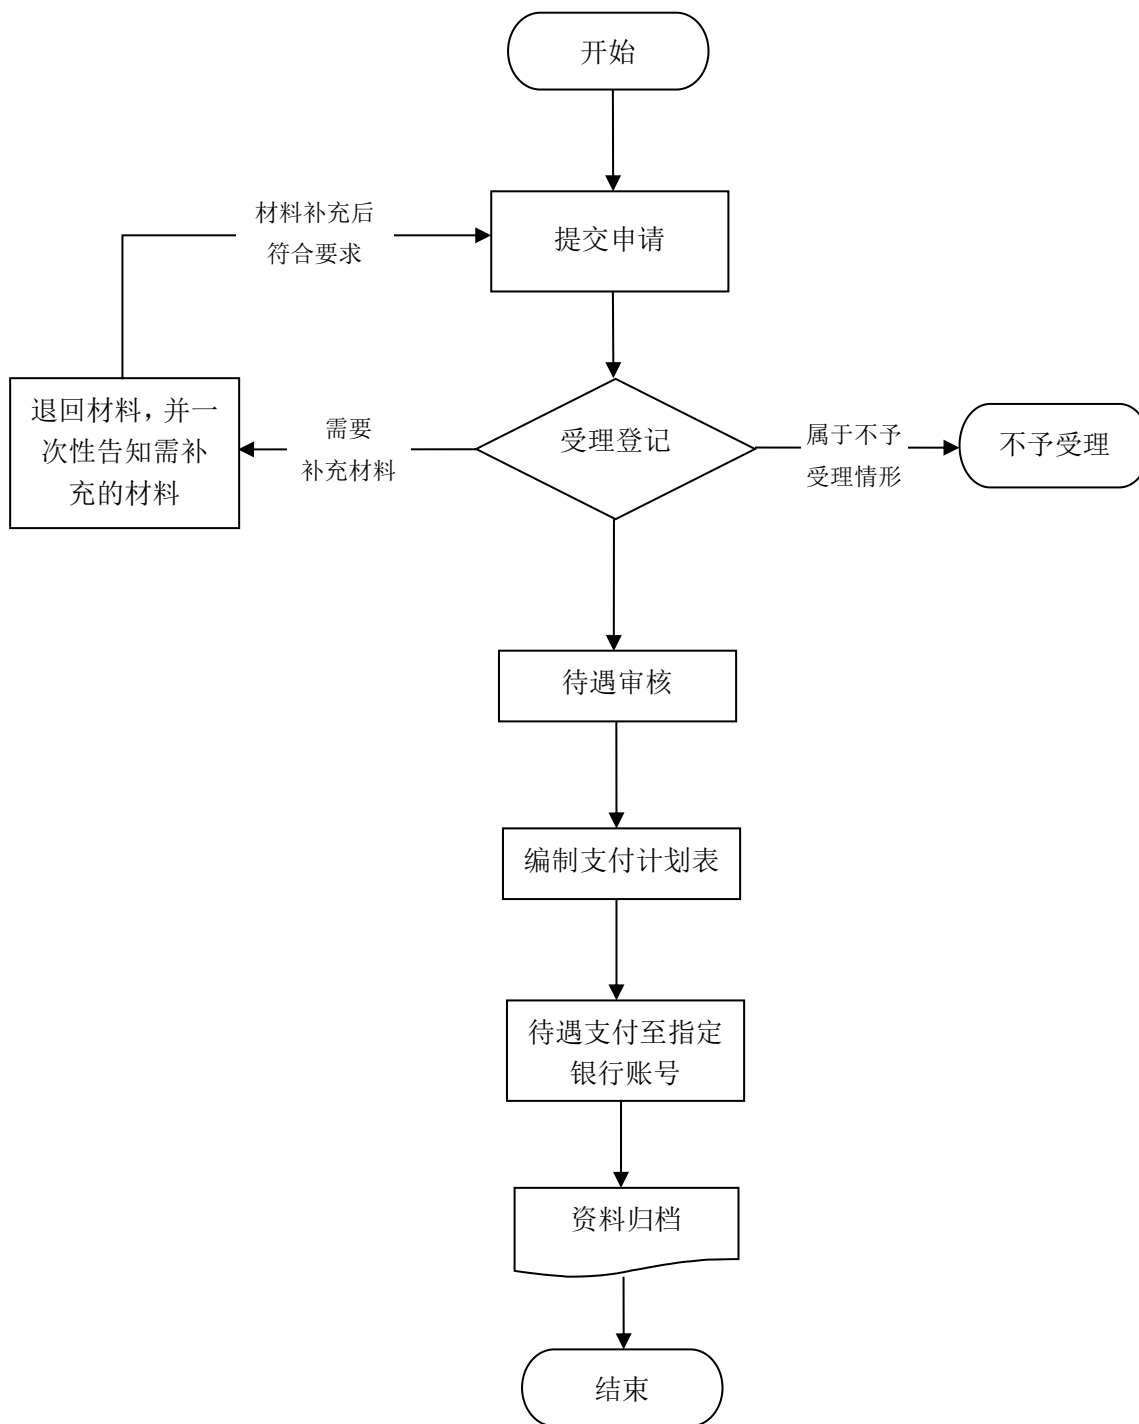 开始
材料补充后
符合要求
提交申请
退回材料，并一
次性告知需补
充的材料
需要
补充材料
受理登记
属于不予
受理情形
不予受理
待遇审核
编制支付计划表
待遇支付至指定
银行账号
资料归档
结束